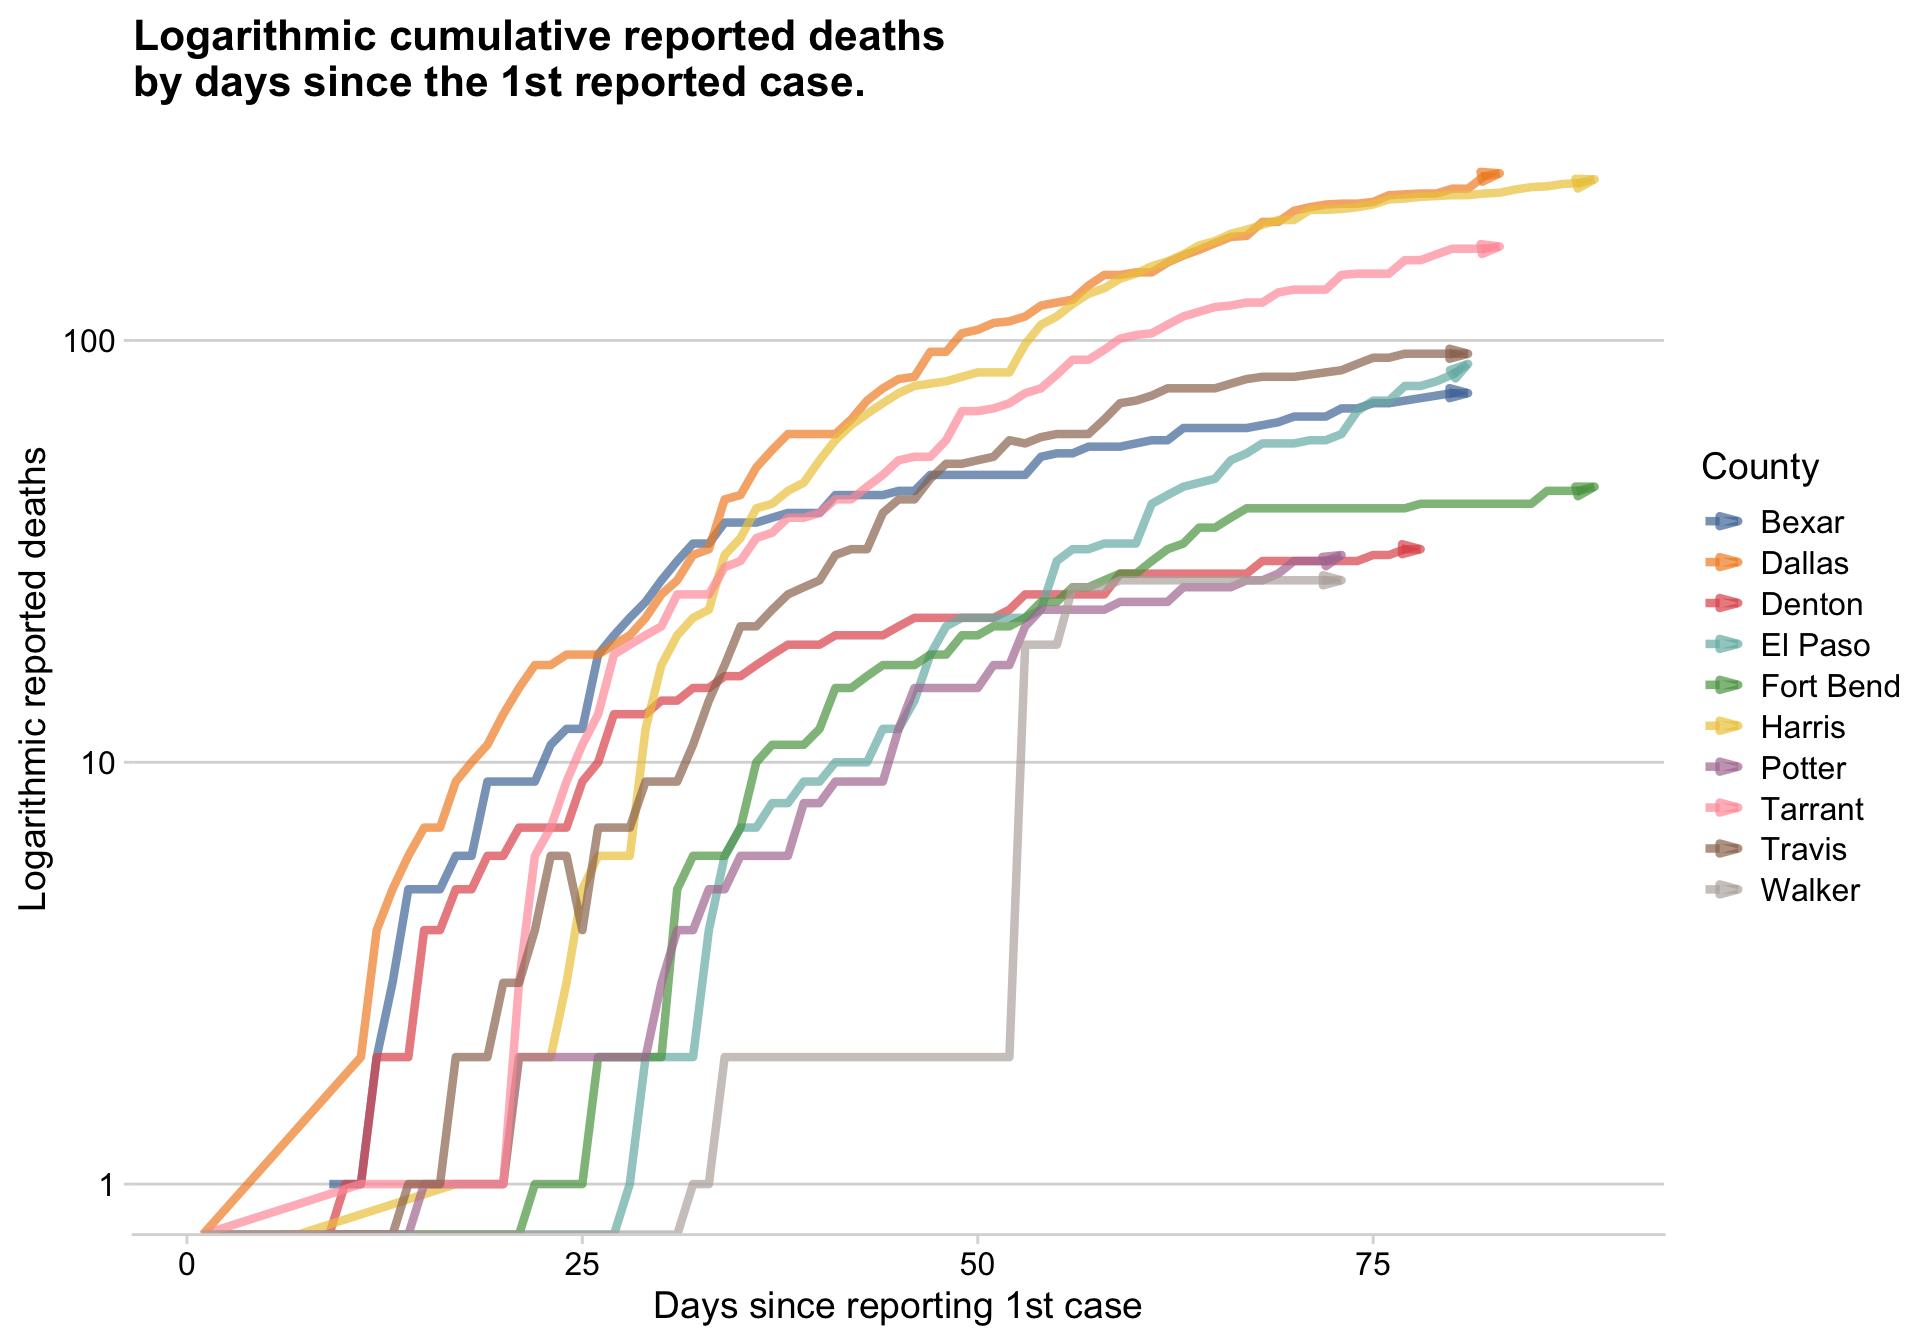 Logarithmic cumulative reported deaths
by days since the 1st reported case.
Logarithmic reported deaths
100
10
1
0
25
50
75
Days since reporting 1st case
County
Bexar
Dallas
Denton
El Paso
Fort Bend
Harris
Potter
Tarrant
Travis
Walker